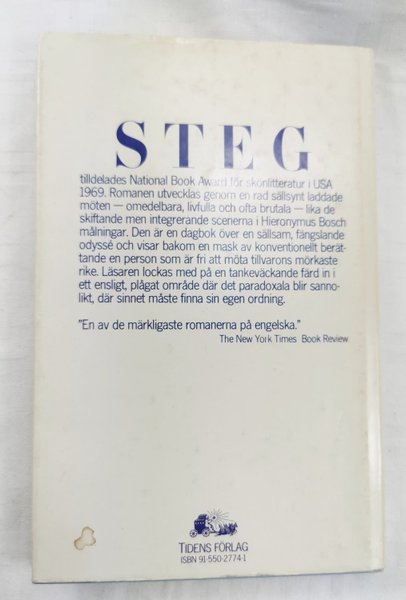 STEG
tilldelades National Book Award för skönlitteratur i USA
1969. Romanen utvecklas genom en rad sällsynt laddade
möten — omedelbara, livfulla och ofta brutala — lika de
skiftande men integrerande scenerna i Hieronymus Bosch
målningar. Den är en dagbok över en sällsam, fängslande
odyssé och visar bakom en mask av konventionellt berät-
tande en person som är fri att möta tillvarons mörkaste
rike. Läsaren lockas med på en tankeväckande färd in i
ett ensligt, plågat område där det paradoxala blir sanno-
likt, där sinnet måste finna sin egen ordning.
"En av de märkligaste romanerna på engelska."
The New York Times Book Review
TIDENS FÖRLAG
ISBN 91-550-2774-1